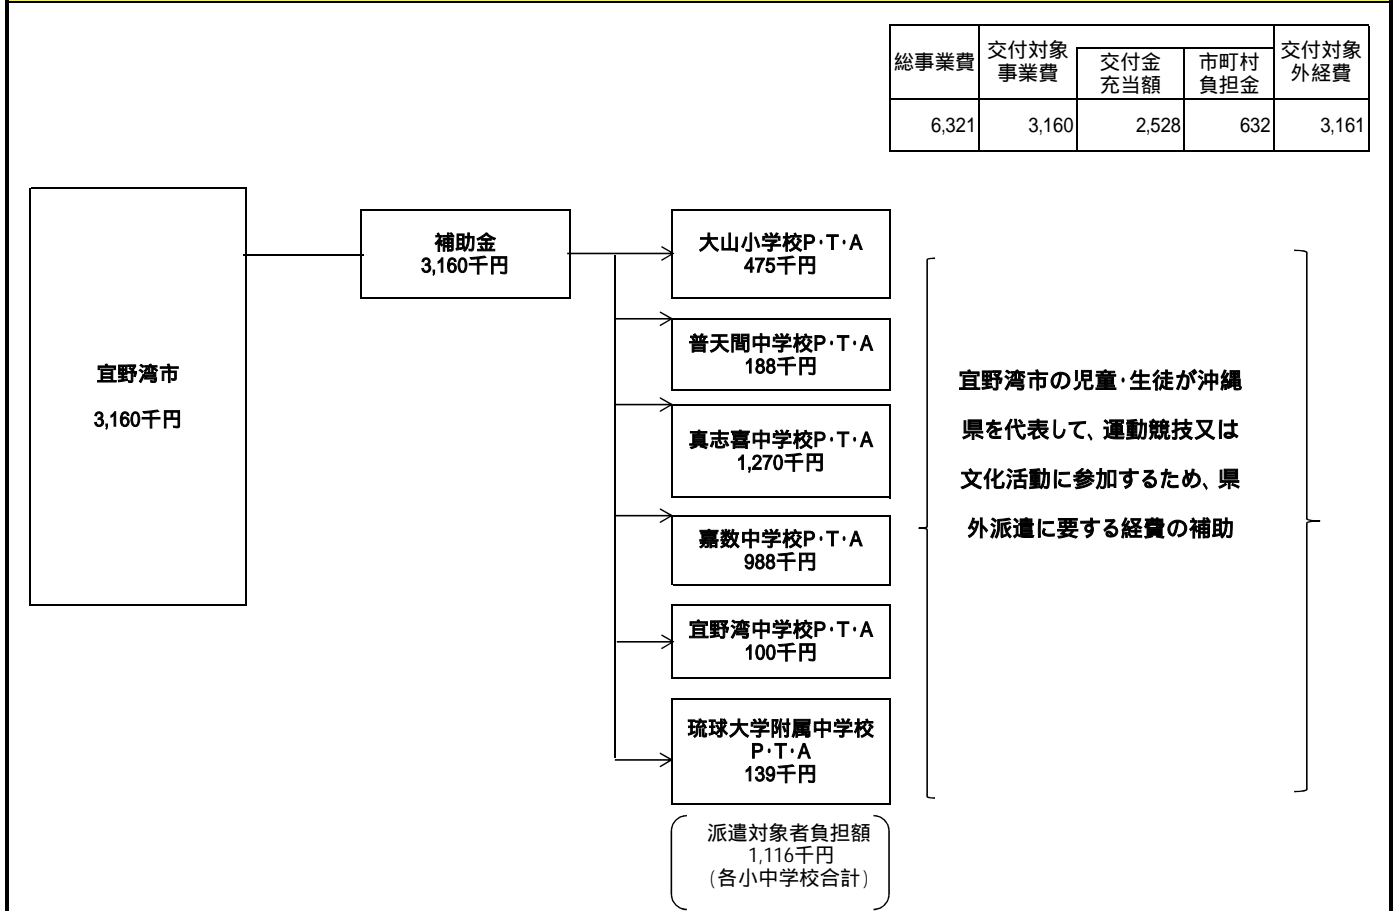 総事業費
交付対象
事業費
交付金
充当額
市町村
負担金
交付対象
外経費
6,321
3,160
2,528
632
3,161
宜野湾市
3,160千円
補助金
3,160千円
大山小学校P・T・A
475千円
普天間中学校P・T・A
188千円
真志喜中学校P・T・A
1,270千円
嘉数中学校P・T・A
988千円
宜野湾中学校P・T・A
100千円
琉球大学附属中学校
P・T・A
139千円
派遣対象者負担額
1,116千円
(各小中学校合計)
宜野湾市の児童・生徒が沖縄
県を代表して、運動競技又は
文化活動に参加するため、県
外派遣に要する経費の補助